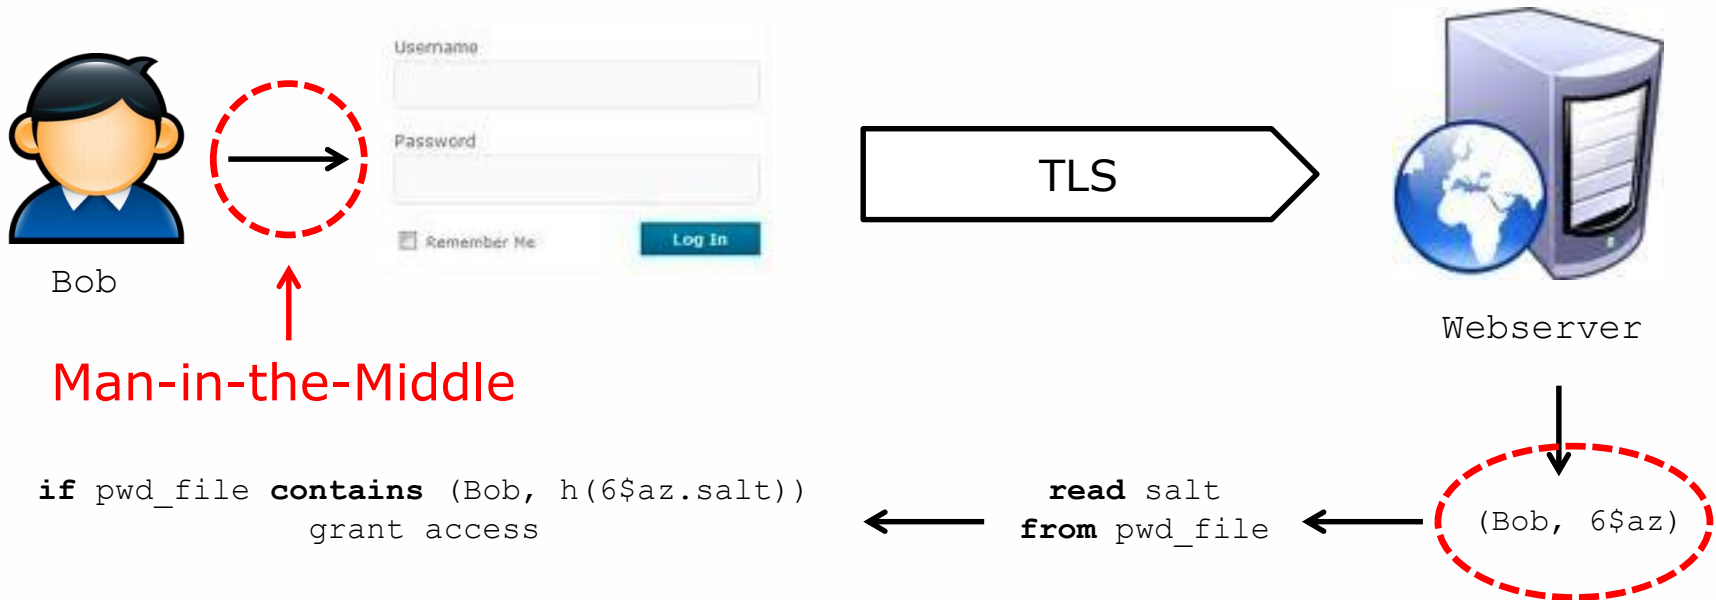 Username
Password
Remember Me
Log In
TLS
Bob
Webserver
Man-in-the-Middle
if pwd_file contains (Bob, h(6$az.salt))
grant access
read salt
from pwd_file
(Bob, 6$az)